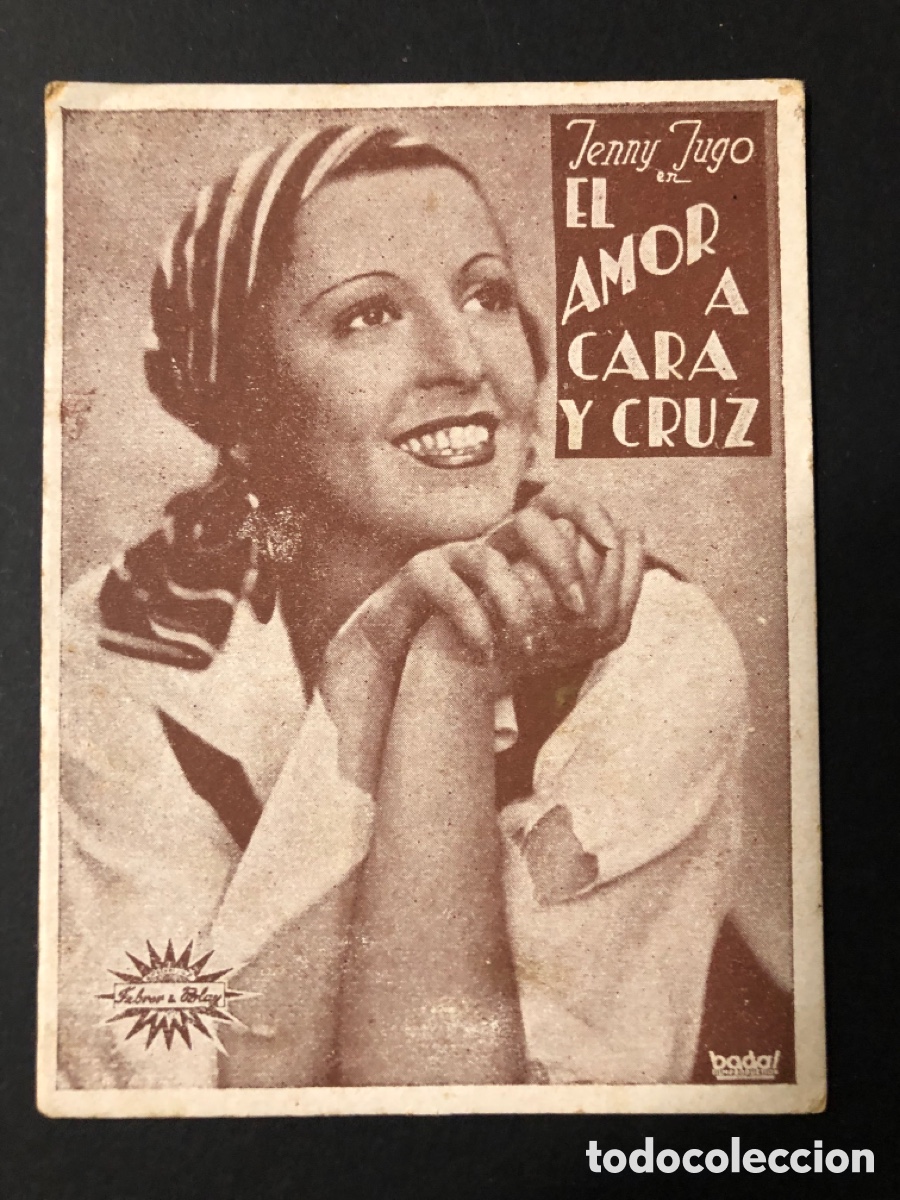 Jenny Jugo
en
EL
AMOR
A
CARA
Y CRUZ
Febrer & Blay
badal
todocoleccion